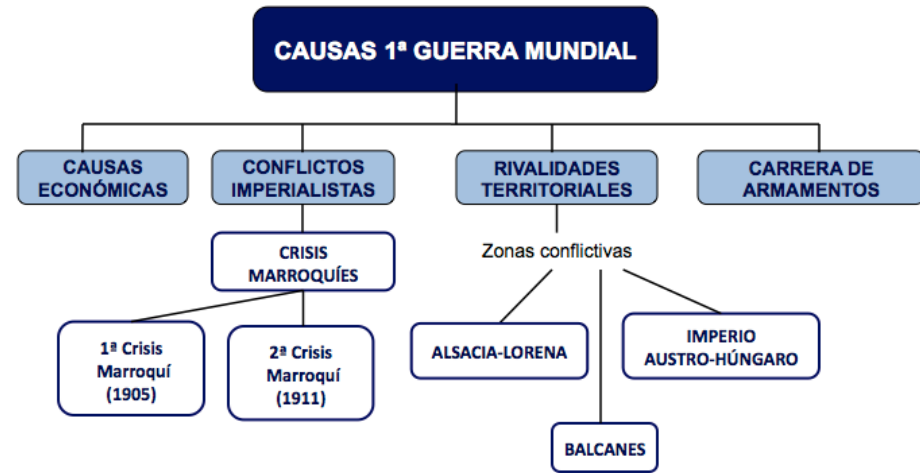 CAUSAS 1ª GUERRA MUNDIAL
CAUSAS
ECONÓMICAS
CONFLICTOS
IMPERIALISTAS
RIVALIDADES
TERRITORIALES
CARRERA DE
ARMAMENTOS
CRISIS
MARROQUÍES
Zonas conflictivas
1ª Crisis
Marroquí
(1905)
2ª Crisis
Marroquí
(1911)
ALSACIA-LORENA
IMPERIO
AUSTRO-HÚNGARO
BALCANES